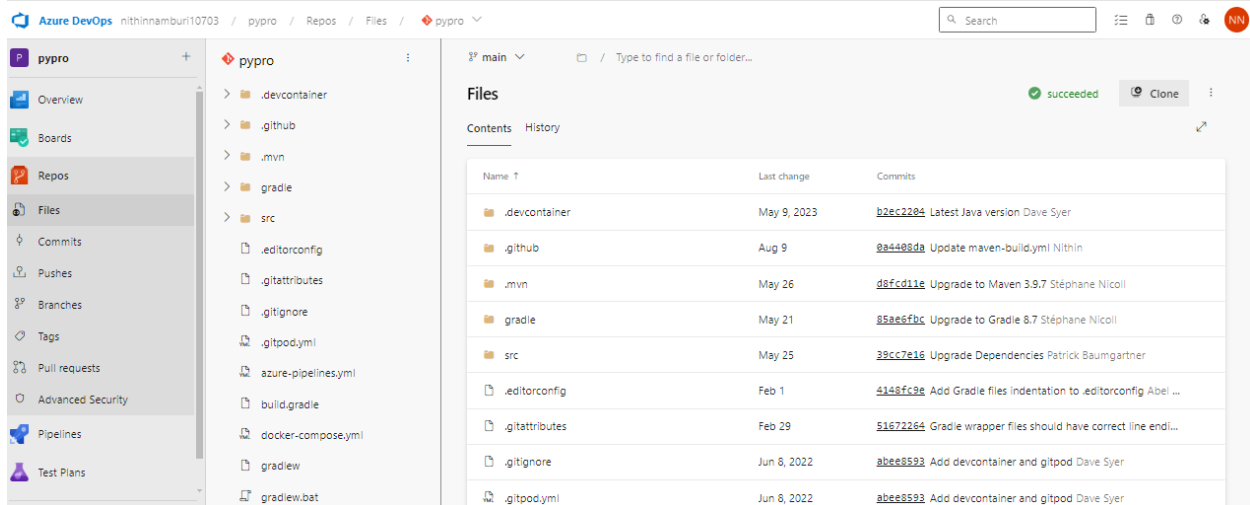 Azure DevOps nithinnamburi10703 / pypro / Repos / Files / pypro
Search
NN
P pypro +
Overview
Boards
Repos
Files
Commits
Pushes
Branches
Tags
Pull requests
Advanced Security
Pipelines
Test Plans
pypro
.devcontainer
.github
.mvn
gradle
src
.editorconfig
.gitattributes
.gitignore
.gitpod.yml
azure-pipelines.yml
build.gradle
docker-compose.yml
gradlew
gradlew.bat
main / Type to find a file or folder...
Files
succeeded
Clone
Contents History
Name ↑ Last change Commits
.devcontainer May 9, 2023 b2ec2204 Latest Java version Dave Syer
.github Aug 9 0a4408da Update maven-build.yml Nithin
.mvn May 26 d8fcd11e Upgrade to Maven 3.9.7 Stéphane Nicoll
gradle May 21 85ae6fbc Upgrade to Gradle 8.7 Stéphane Nicoll
src May 25 39cc7e16 Upgrade Dependencies Patrick Baumgartner
.editorconfig Feb 1 4148fc9e Add Gradle files indentation to .editorconfig Abel ...
.gitattributes Feb 29 51672264 Gradle wrapper files should have correct line endi...
.gitignore Jun 8, 2022 abee8593 Add devcontainer and gitpod Dave Syer
.gitpod.yml Jun 8, 2022 abee8593 Add devcontainer and gitpod Dave Syer